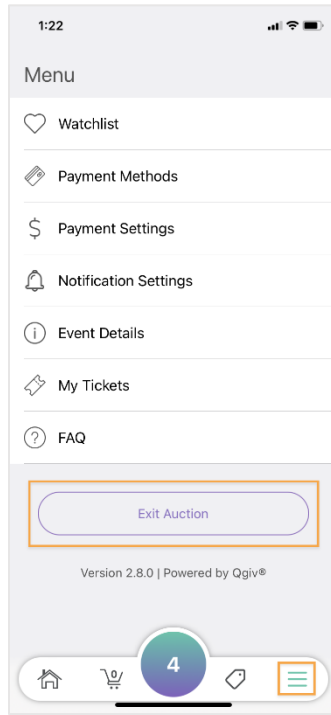 1:22
Menu
Watchlist
Payment Methods
Payment Settings
Notification Settings
Event Details
My Tickets
FAQ
Exit Auction
Version 2.8.0 | Powered by Qgiv®
4